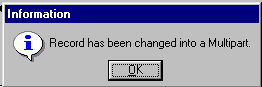 Information
Record has been changed into a Multipart.
OK